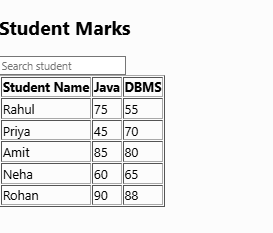 Student Marks
Search student
Student Name Java DBMS
Rahul 75 55
Priya 45 70
Amit 85 80
Neha 60 65
Rohan 90 88